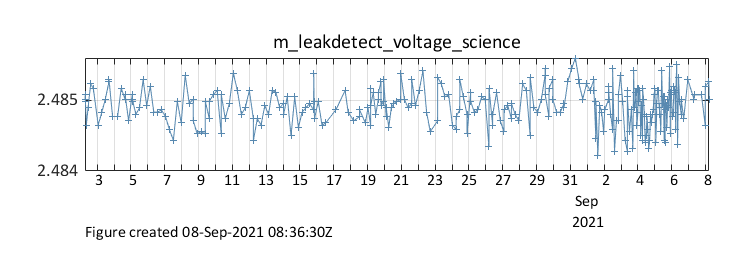 m_leakdetect_voltage_science
2.485
2.484
3 5 7 9 11 13 15 17 19 21 23 25 27 29 31 2 4 6 8
Sep
2021
Figure created 08-Sep-2021 08:36:30Z